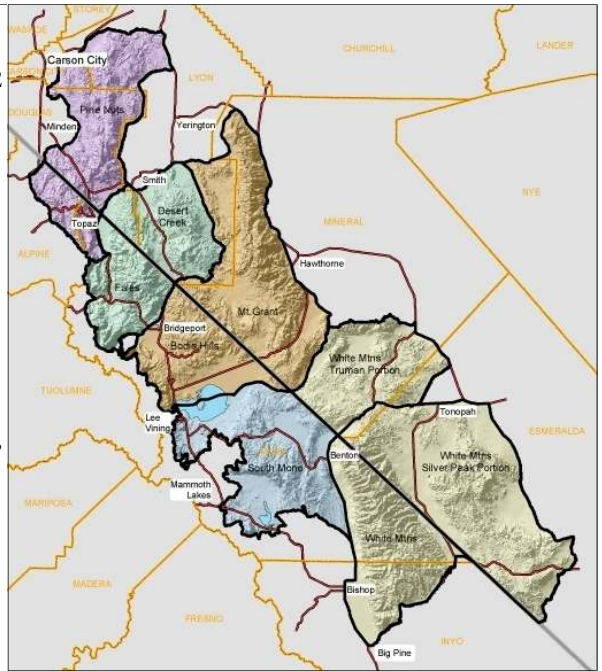 STOREY
WASHOE
CHURCHILL
LANDER
Carson City
CARSON CITY
LYON
Pine Nuts
DOUGLAS
Minden
Yerington
Smith
NYE
Desert
Creek
Topaz
MINERAL
ALPINE
Hawthorne
Fales
Mt. Grant
Bridgeport
Bodie Hills
White Mtns
Truman Portion
TUOLUMNE
Lee
Vining
Tonopah
ESMERALDA
Benton
White Mtns
Silver Peak Portion
South Mono
Mammoth
Lakes
MARIPOSA
White Mtns
MADERA
Bishop
FRESNO
INYO
Big Pine